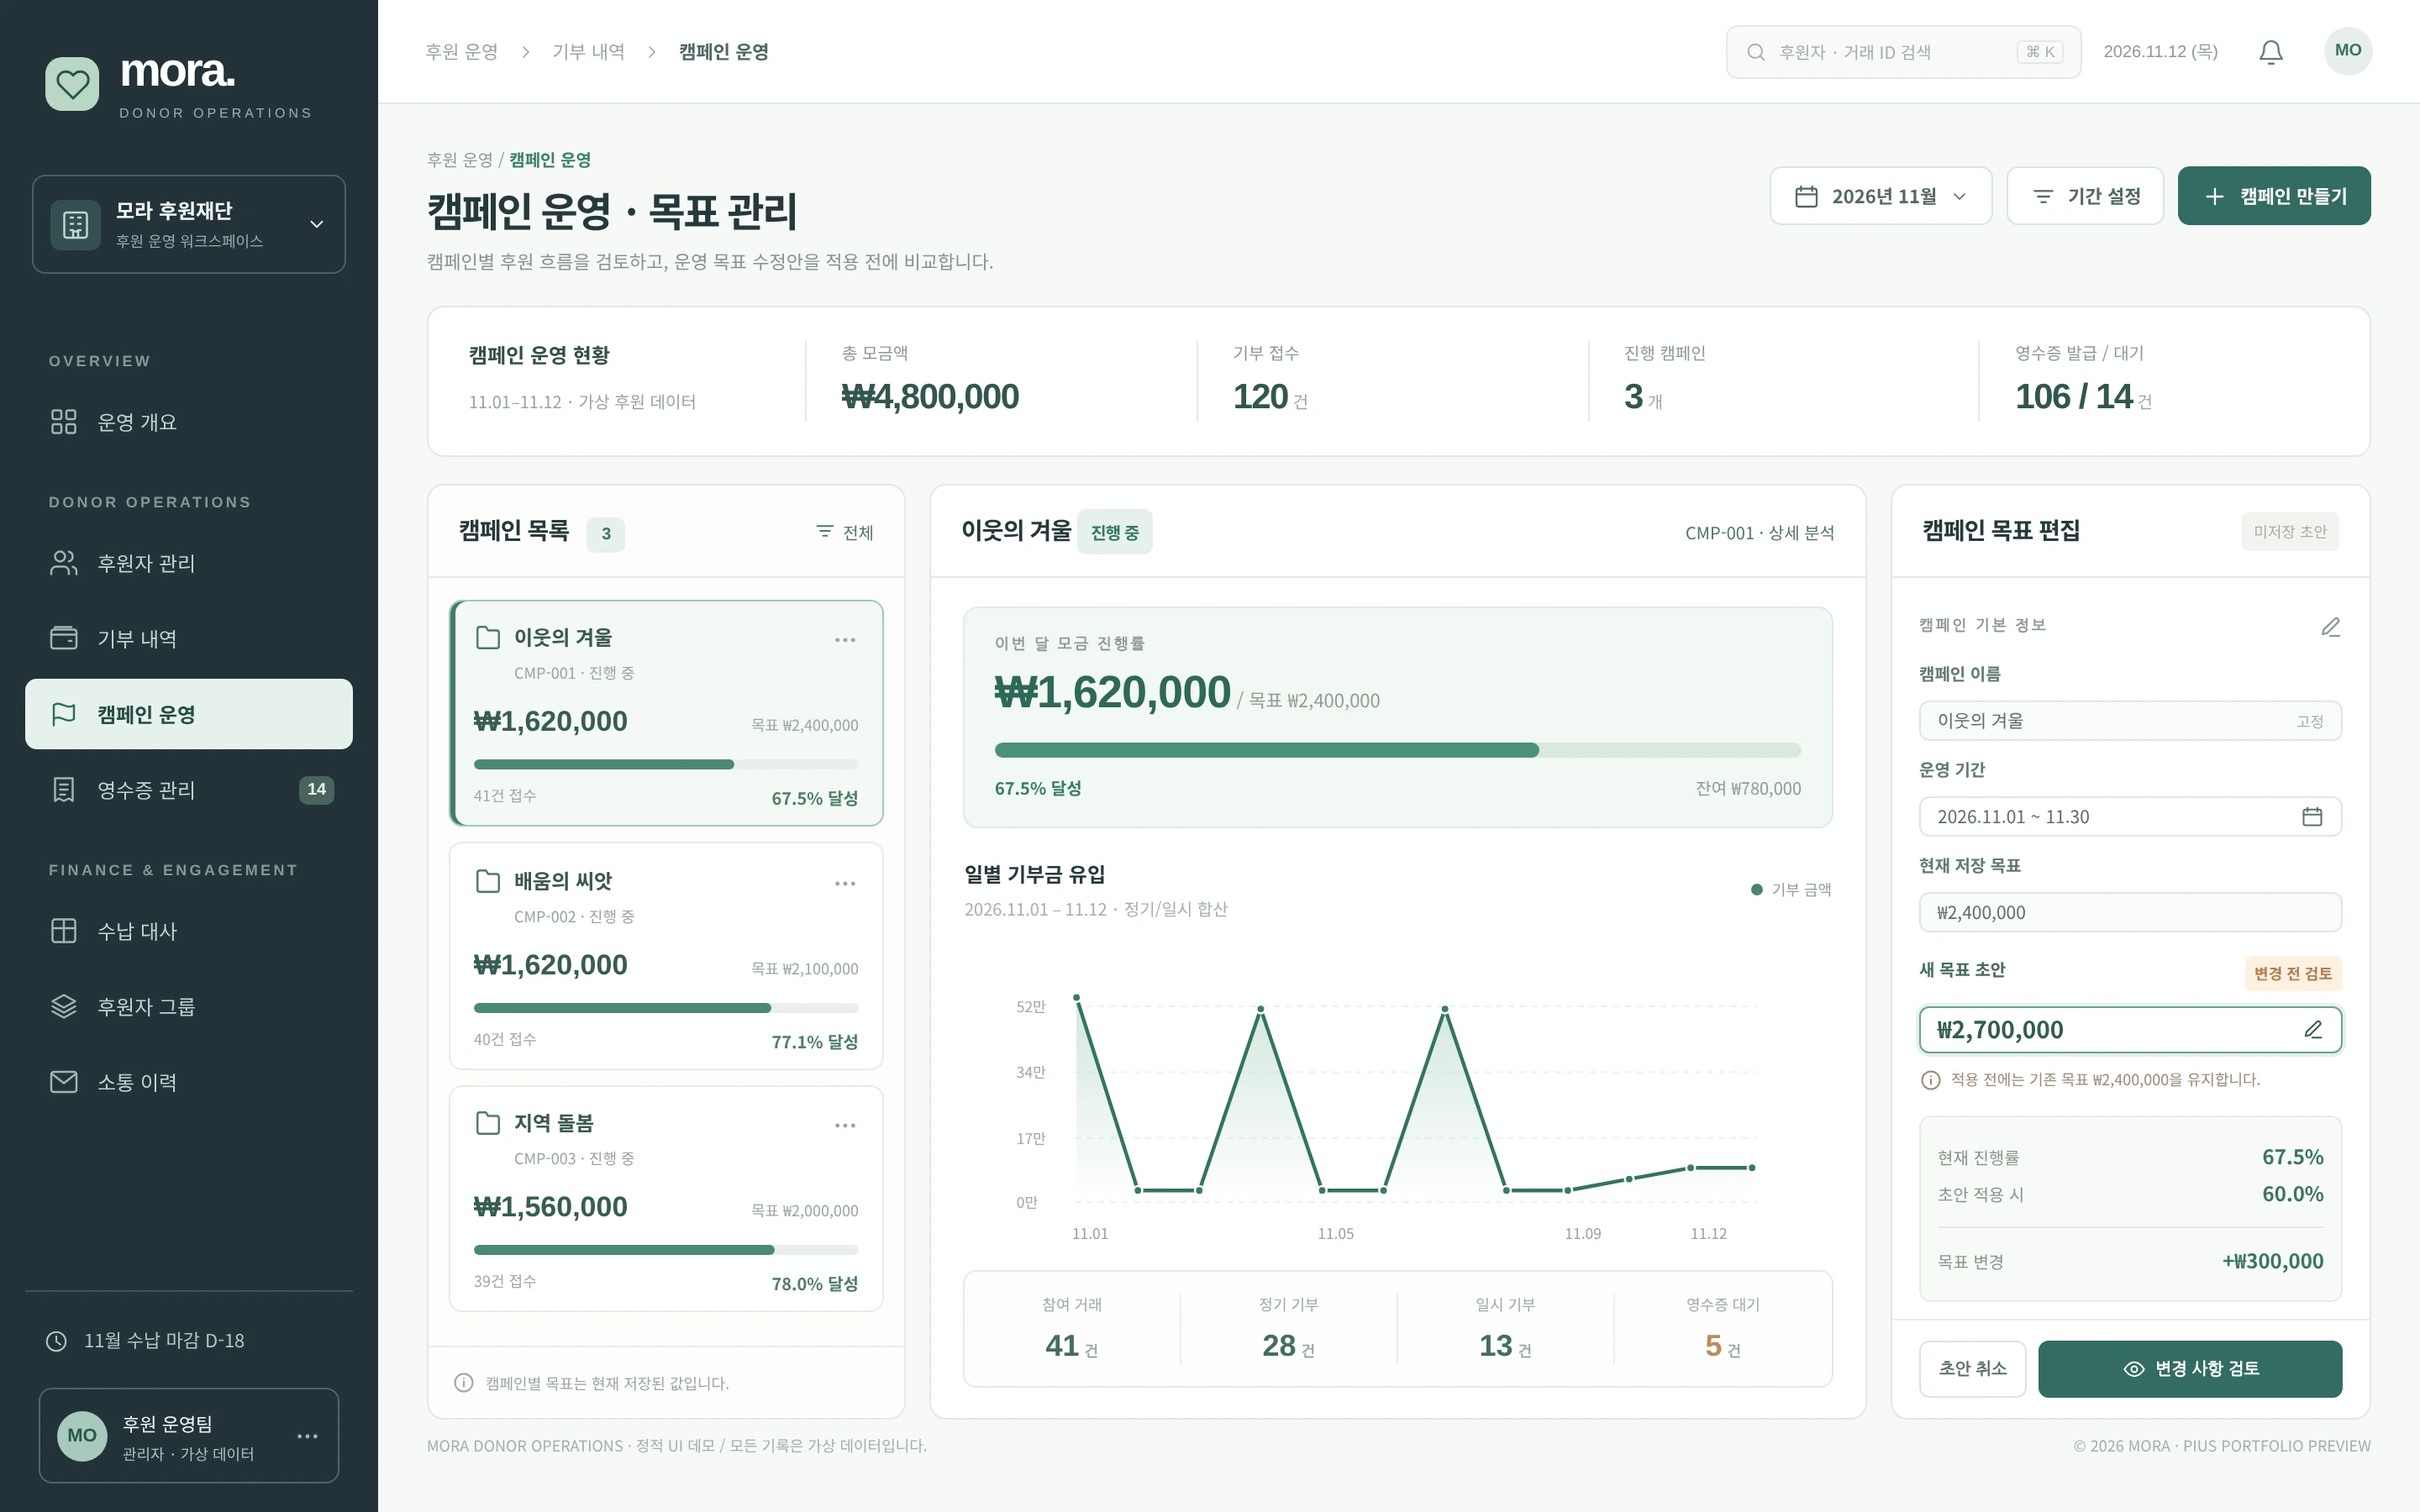 mora.
DONOR OPERATIONS
모라 후원재단
후원 운영 워크스페이스
OVERVIEW
운영 개요
DONOR OPERATIONS
후원자 관리
기부 내역
캠페인 운영
영수증 관리 14
FINANCE & ENGAGEMENT
수납 대사
후원자 그룹
소통 이력
11월 수납 마감 D-18
MO
후원 운영팀
관리자 · 가상 데이터
후원 운영 > 기부 내역 > 캠페인 운영
후원자 · 거래 ID 검색 ⌘ K
2026.11.12 (목)
MO
후원 운영 / 캠페인 운영
캠페인 운영 · 목표 관리
캠페인별 후원 흐름을 검토하고, 운영 목표 수정안을 적용 전에 비교합니다.
2026년 11월
기간 설정
캠페인 만들기
캠페인 운영 현황
11.01–11.12 · 가상 후원 데이터
총 모금액
₩4,800,000
기부 접수
120 건
진행 캠페인
3 개
영수증 발급 / 대기
106 / 14 건
캠페인 목록 3
전체
이웃의 겨울
CMP-001 · 진행 중
₩1,620,000 목표 ₩2,400,000
41건 접수 67.5% 달성
배움의 씨앗
CMP-002 · 진행 중
₩1,620,000 목표 ₩2,100,000
40건 접수 77.1% 달성
지역 돌봄
CMP-003 · 진행 중
₩1,560,000 목표 ₩2,000,000
39건 접수 78.0% 달성
캠페인별 목표는 현재 저장된 값입니다.
이웃의 겨울 진행 중
CMP-001 · 상세 분석
이번 달 모금 진행률
₩1,620,000 / 목표 ₩2,400,000
67.5% 달성 잔여 ₩780,000
일별 기부금 유입
2026.11.01 – 11.12 · 정기/일시 합산
기부 금액
52만
34만
17만
0만
11.01 11.05 11.09 11.12
참여 거래
41 건
정기 기부
28 건
일시 기부
13 건
영수증 대기
5 건
캠페인 목표 편집
미저장 초안
캠페인 기본 정보
캠페인 이름
이웃의 겨울 고정
운영 기간
2026.11.01 ~ 11.30
현재 저장 목표
₩2,400,000
새 목표 초안 변경 전 검토
₩2,700,000
적용 전에는 기존 목표 ₩2,400,000을 유지합니다.
현재 진행률 67.5%
초안 적용 시 60.0%
목표 변경 +₩300,000
초안 취소
변경 사항 검토
MORA DONOR OPERATIONS · 정적 UI 데모 / 모든 기록은 가상 데이터입니다.
© 2026 MORA · PIUS PORTFOLIO PREVIEW